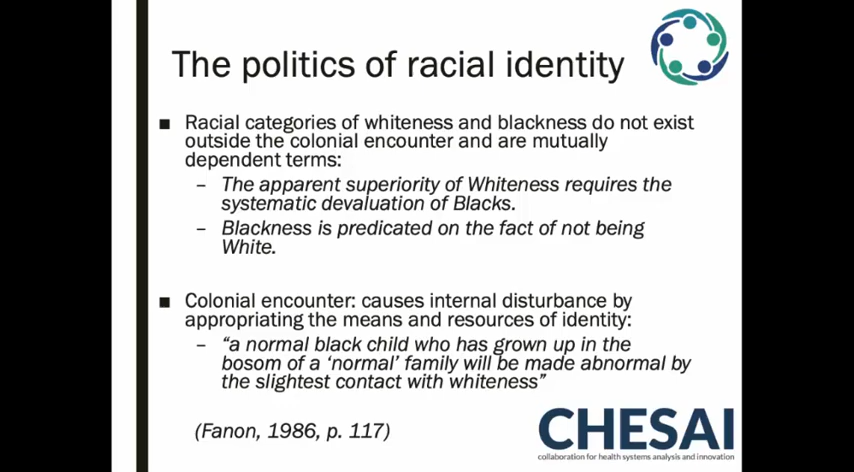 The politics of racial identity
■ Racial categories of whiteness and blackness do not exist
outside the colonial encounter and are mutually
dependent terms:
– The apparent superiority of Whiteness requires the
systematic devaluation of Blacks.
– Blackness is predicated on the fact of not being
White.
■ Colonial encounter: causes internal disturbance by
appropriating the means and resources of identity:
– “a normal black child who has grown up in the
bosom of a ‘normal’ family will be made abnormal by
the slightest contact with whiteness”
(Fanon, 1986, p. 117)
CHESAI
collaboration for health systems analysis and innovation